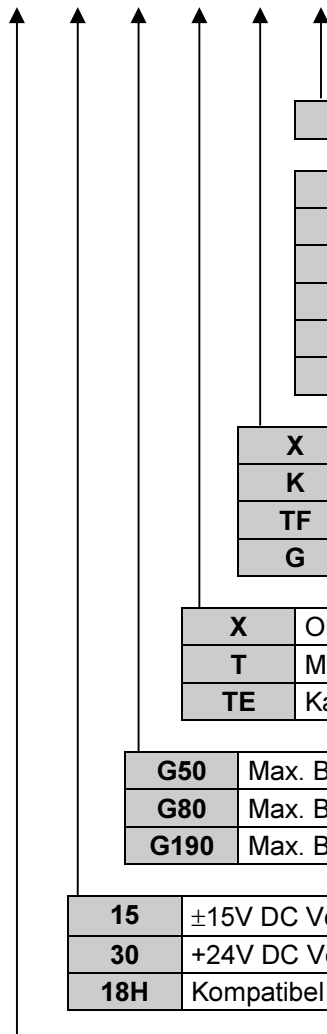 X
K
TF
G
X
T
TE
G50 Max.
G80 Max.
G190 Max.
15 ±15V DC
30 +24V DC
18H Kompatibel